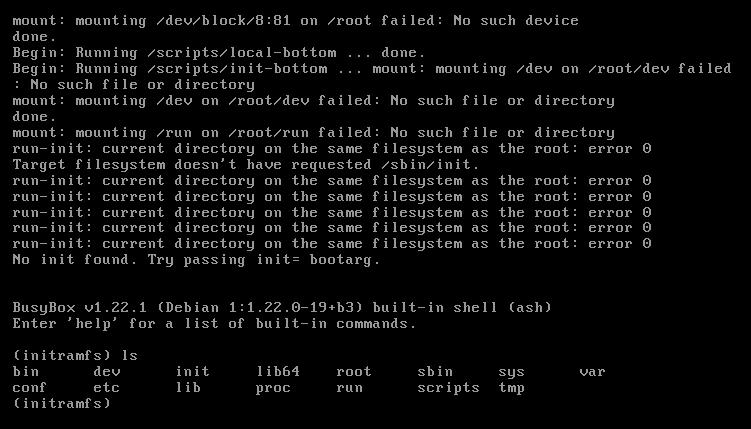 mount: mounting /dev/block/8:81 on /root failed: No such device
done.
Begin: Running /scripts/local-bottom ... done.
Begin: Running /scripts/init-bottom ... mount: mounting /dev on /root/dev failed
: No such file or directory
mount: mounting /dev on /root/dev failed: No such file or directory
done.
mount: mounting /run on /root/run failed: No such file or directory
run-init: current directory on the same filesystem as the root: error 0
Target filesystem doesn't have requested /sbin/init.
run-init: current directory on the same filesystem as the root: error 0
run-init: current directory on the same filesystem as the root: error 0
run-init: current directory on the same filesystem as the root: error 0
run-init: current directory on the same filesystem as the root: error 0
run-init: current directory on the same filesystem as the root: error 0
No init found. Try passing init= bootarg.
BusyBox v1.22.1 (Debian 1:1.22.0-19+b3) built-in shell (ash)
Enter 'help' for a list of built-in commands.
(initramfs) ls
bin dev init lib64 root sbin sys var
conf etc lib proc run scripts tmp
(initramfs)